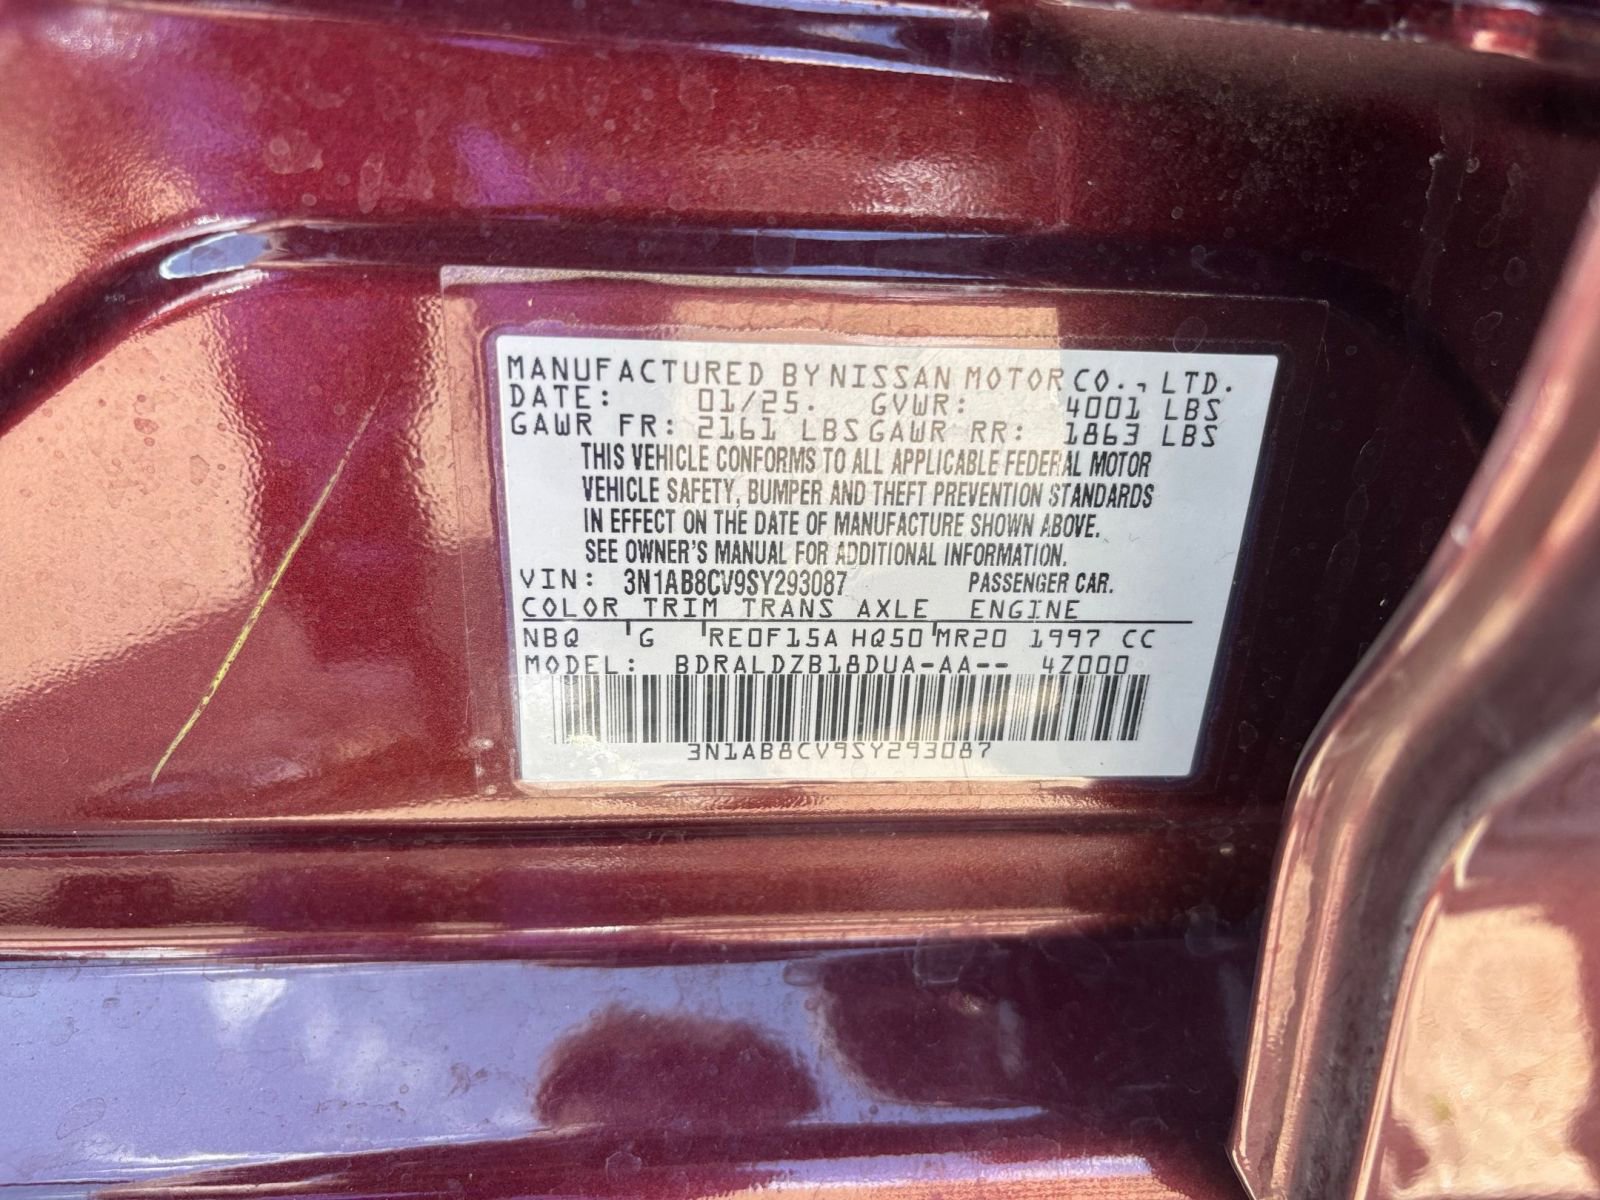 MANUFACTURED BY NISSAN MOTOR CO., LTD.
DATE: 01/25. GVWR: 4001 LBS
GAWR FR: 2161 LBS GAWR RR: 1863 LBS
THIS VEHICLE CONFORMS TO ALL APPLICABLE FEDERAL MOTOR
VEHICLE SAFETY, BUMPER AND THEFT PREVENTION STANDARDS
IN EFFECT ON THE DATE OF MANUFACTURE SHOWN ABOVE.
SEE OWNER'S MANUAL FOR ADDITIONAL INFORMATION.
VIN: 3N1AB8CV9SY293087 PASSENGER CAR.
COLOR TRIM TRANS AXLE ENGINE
NBQ G RE0F15A HQ50 MR20 1997 CC
MODEL: BDRALDZB18DUA-AA-- 4Z000
3N1AB8CV9SY293087